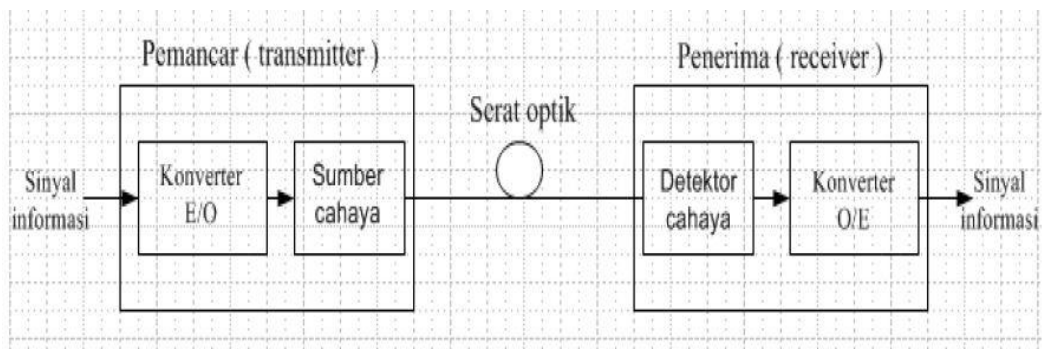 Pemancar ( transmitter )
Penerima ( receiver )
Serat optik
Sinyal
informasi
Konverter
E/O
Sumber
cahaya
Detektor
cahaya
Konverter
O/E
Sinyal
informasi